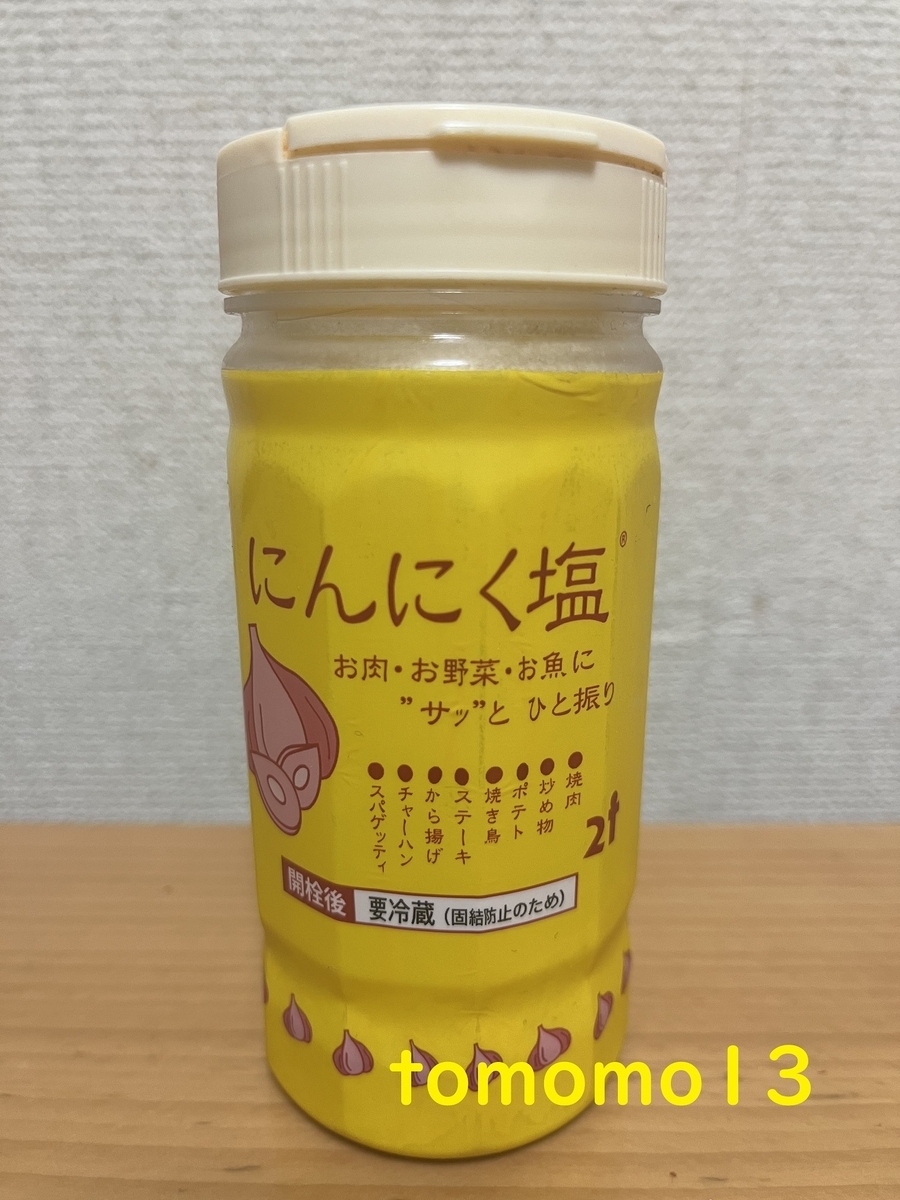 にんにく塩®
お肉・お野菜・お魚に
”サッ”と ひと振り
●焼肉
●炒め物
●ポテト
●焼き鳥
●ステーキ
●から揚げ
●チャーハン
●スパゲッティ
開栓後 要冷蔵（固結防止のため）
tomomo13